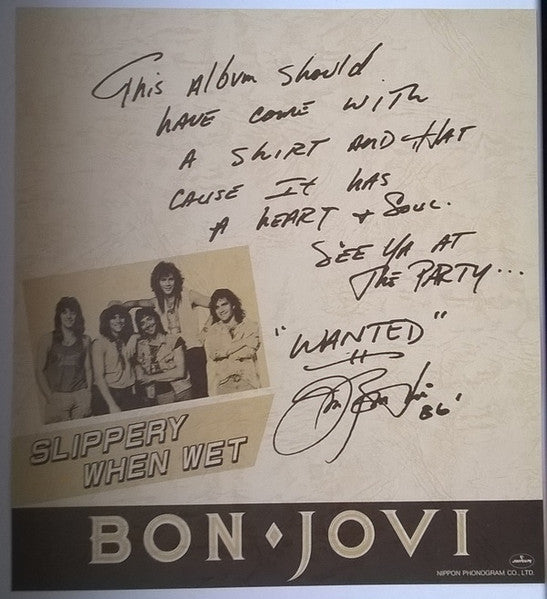 This Album Should
HAVE COME WITH
A SHIRT AND HAT
CAUSE IT HAS
A HEART + SOUL.
SEE YA AT
The PARTY...
"WANTED"
Jon Bon Jovi
86'
SLIPPERY
WHEN WET
BON JOVI
mercury
NIPPON PHONOGRAM CO., LTD.